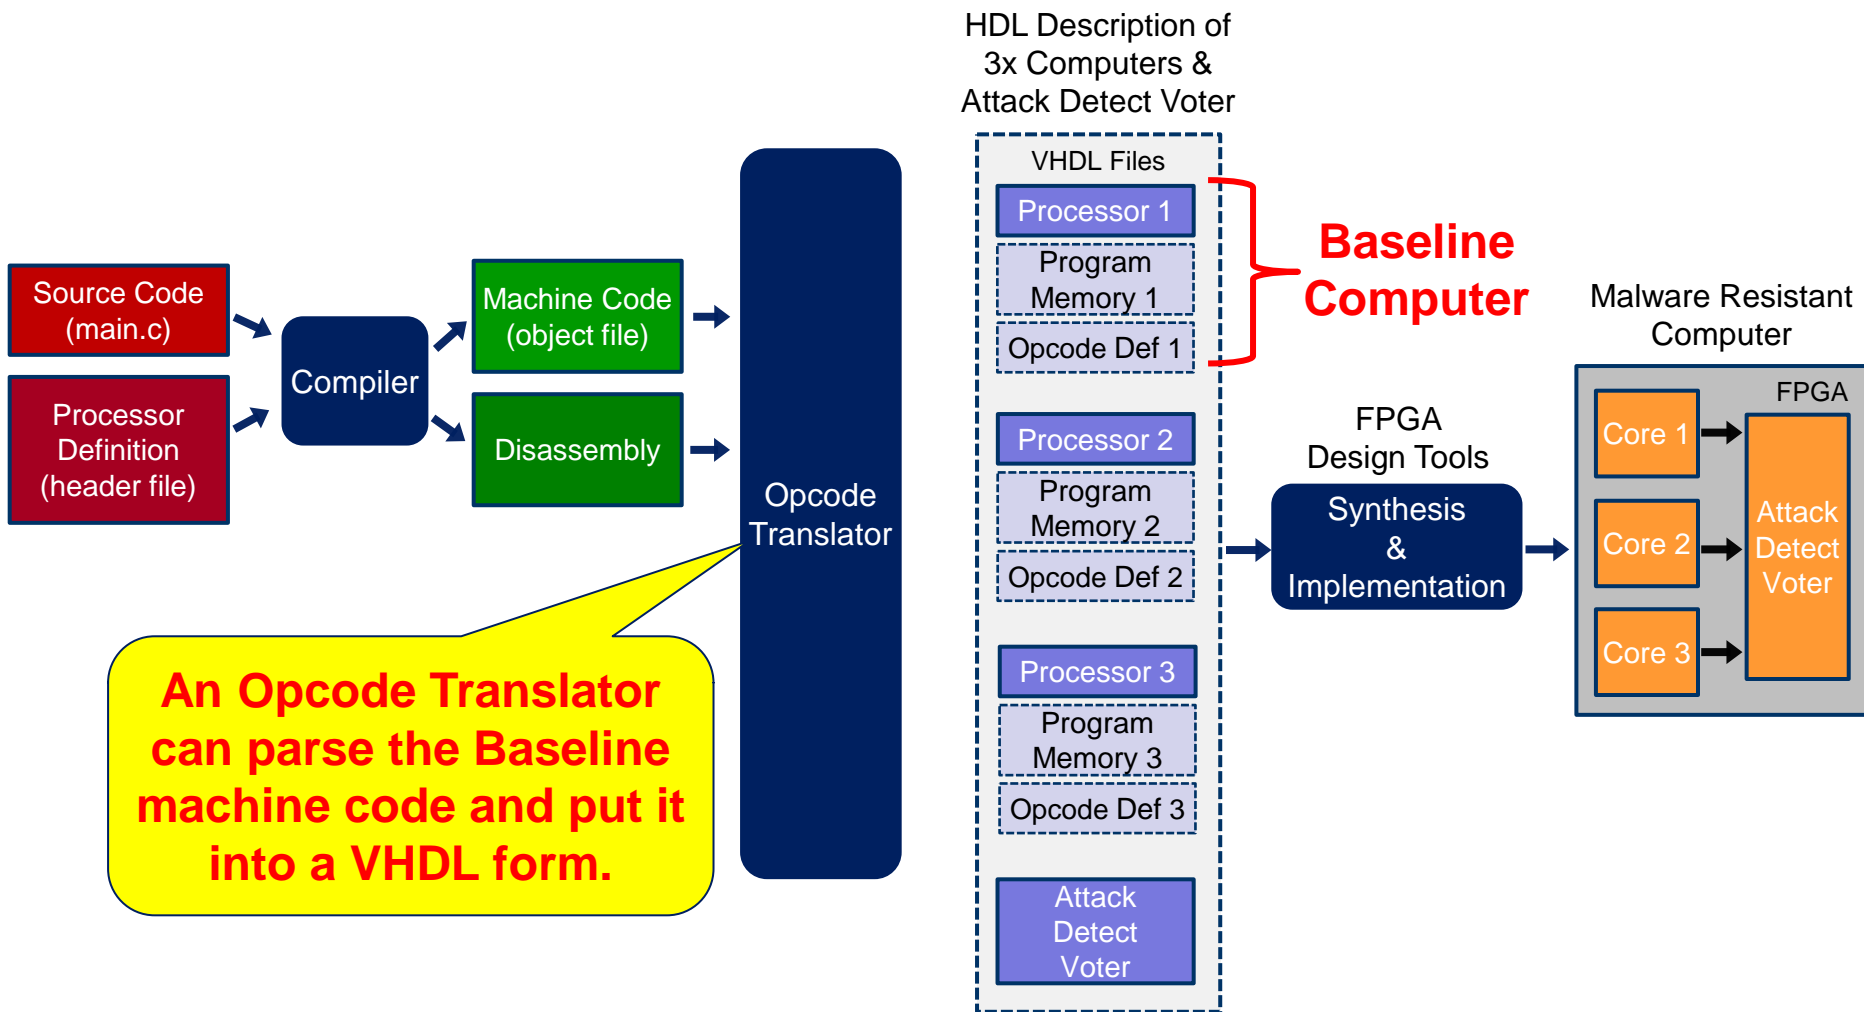 HDL Description of
3x Computers &
Attack Detect Voter
VHDL Files
Source Code
(main.c)
Processor
Definition
(header file)
Compiler
Machine Code
(object file)
Disassembly
Opcode
Translator
An Opcode Translator
can parse the Baseline
machine code and put it
into a VHDL form.
Processor 1
Program
Memory 1
Opcode Def 1
Baseline
Computer
Processor 2
Program
Memory 2
Opcode Def 2
Processor 3
Program
Memory 3
Opcode Def 3
Attack
Detect
Voter
FPGA
Design Tools
Synthesis
&
Implementation
Malware Resistant
Computer
FPGA
Core 1
Core 2
Core 3
Attack
Detect
Voter